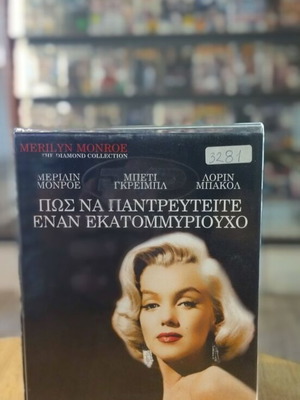 MERILYN MONROE
THE DIAMOND COLLECTION
3281
ΜΕΡΙΛΙΝ ΜΟΝΡΟΕ
ΜΠΕΤΙ ΓΚΡΕΙΜΠΛ
ΛΟΡΙΝ ΜΠΑΚΟΛ
ΠΩΣ ΝΑ ΠΑΝΤΡΕΥΤΕΙΤΕ
ΕΝΑΝ ΕΚΑΤΟΜΜΥΡΙΟΥΧΟ